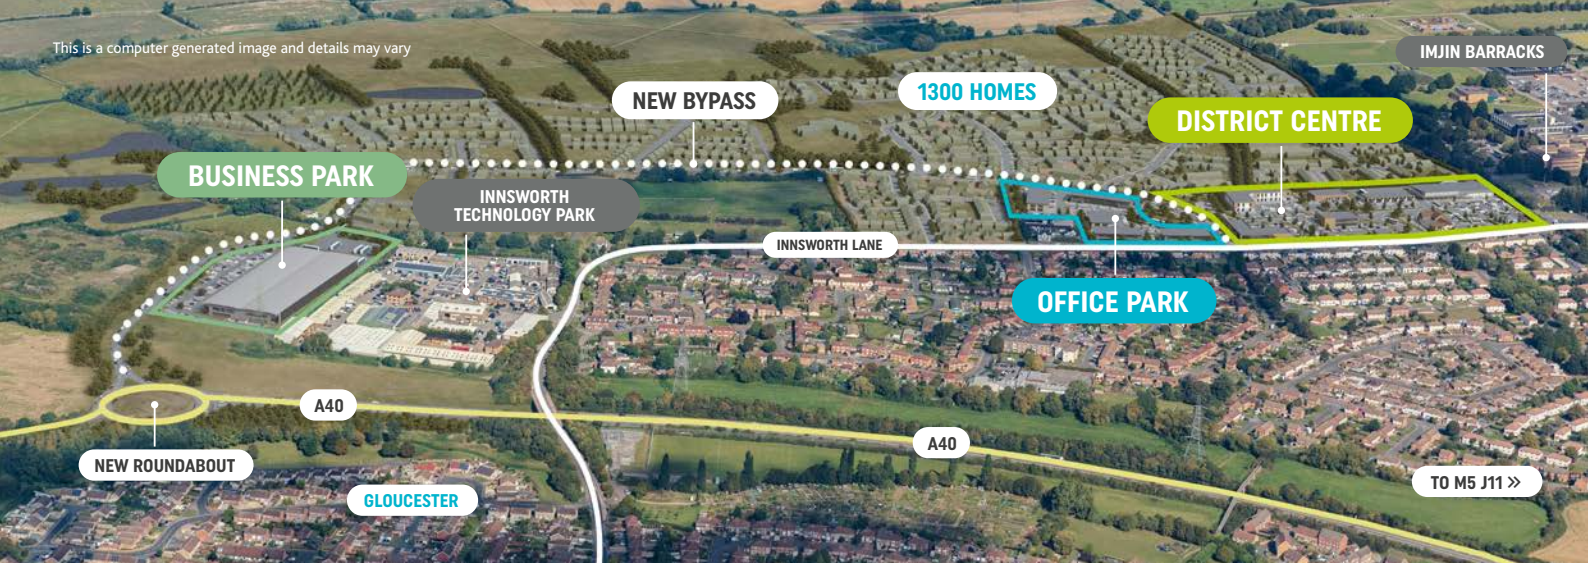 This is a computer generated image and details may vary
IMJIN BARRACKS
NEW BYPASS
1300 HOMES
DISTRICT CENTRE
BUSINESS PARK
INNSWORTH
TECHNOLOGY PARK
INNSWORTH LANE
OFFICE PARK
A40
A40
NEW ROUNDABOUT
GLOUCESTER
TO M5 J11 »